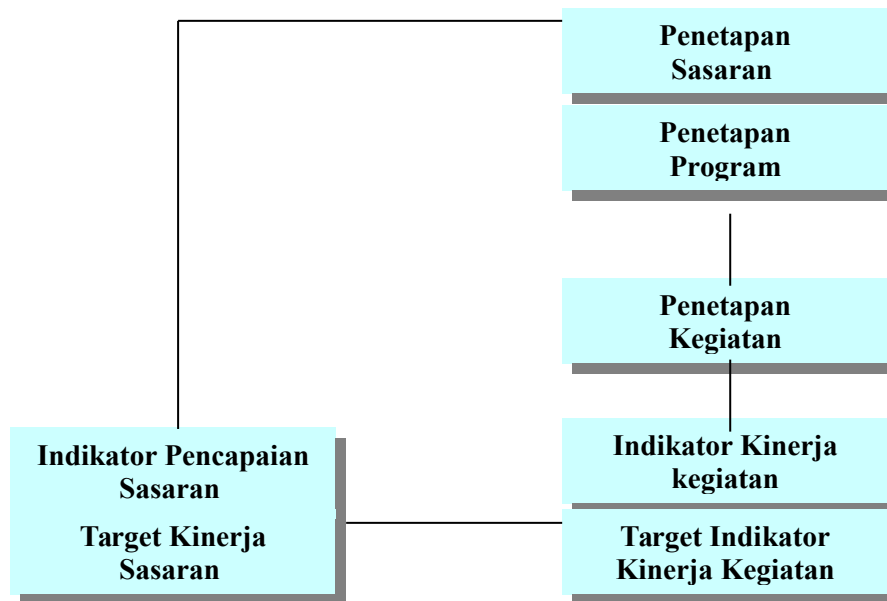 Penetapan
Sasaran
Penetapan
Program
Penetapan
Kegiatan
Indikator Pencapaian
Sasaran
Indikator Kinerja
kegiatan
Target Kinerja
Sasaran
Target Indikator
Kinerja Kegiatan